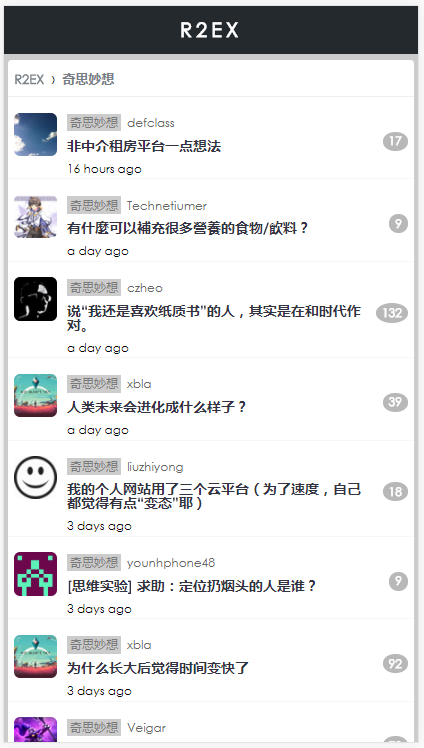 R2EX
R2EX › 奇思妙想
奇思妙想 defclass
非中介租房平台一点想法
17
16 hours ago
奇思妙想 Technetiumer
有什麼可以補充很多營養的食物/飲料？
9
a day ago
奇思妙想 czheo
说“我还是喜欢纸质书”的人，其实是在和时代作
对。
132
a day ago
奇思妙想 xbla
人类未来会进化成什么样子？
39
a day ago
奇思妙想 liuzhiyong
我的个人网站用了三个云平台（为了速度，自己
都觉得有点“变态”耶）
18
3 days ago
奇思妙想 younhphone48
[思维实验] 求助：定位扔烟头的人是谁？
9
3 days ago
奇思妙想 xbla
为什么长大后觉得时间变快了
92
3 days ago
奇思妙想 Veigar